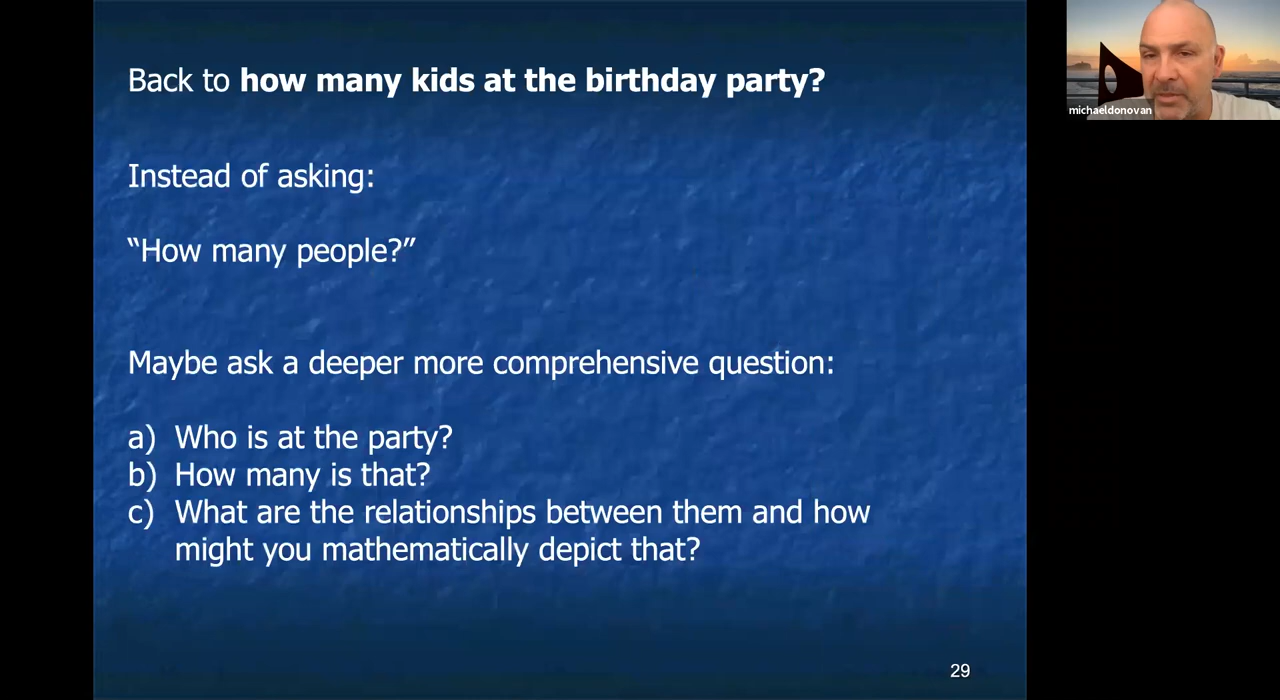 Back to how many kids at the birthday party?
Instead of asking:
“How many people?”
Maybe ask a deeper more comprehensive question:
a) Who is at the party?
b) How many is that?
c) What are the relationships between them and how
might you mathematically depict that?
29
michaeldonovan